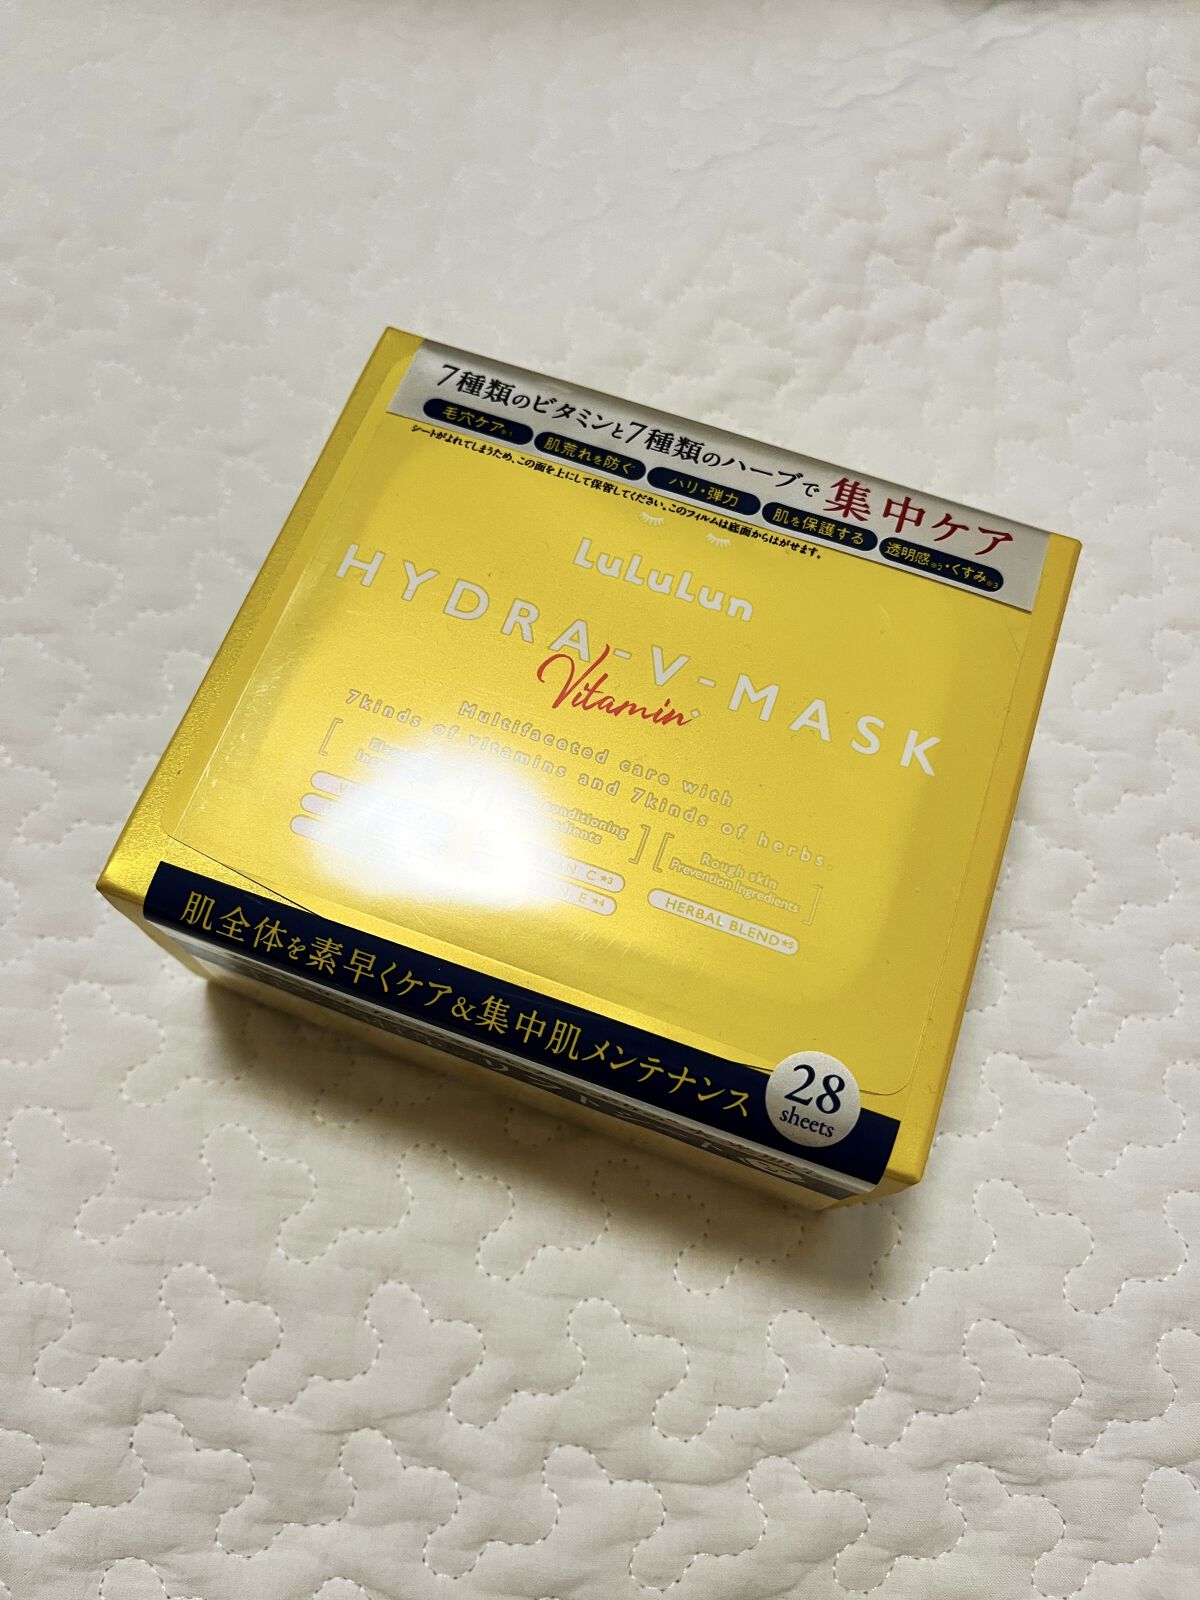 7種類のビタミンと7種類のハーブで集中ケア
毛穴ケア※1
肌荒れを防ぐ
ハリ・弾力
肌を保護する
透明感※2・くすみ※3
シートがよれてしまうため、この面を上にして保管してください。このフィルムは底面からはがせます。
LuLuLun
HYDRA-V-MASK
Vitamin
Multifaceted care with
7kinds of vitamins and 7kinds of herbs.
Rough skin
Prevention Ingredients
HERBAL BLEND★5
肌全体を素早くケア&集中肌メンテナンス
28
sheets